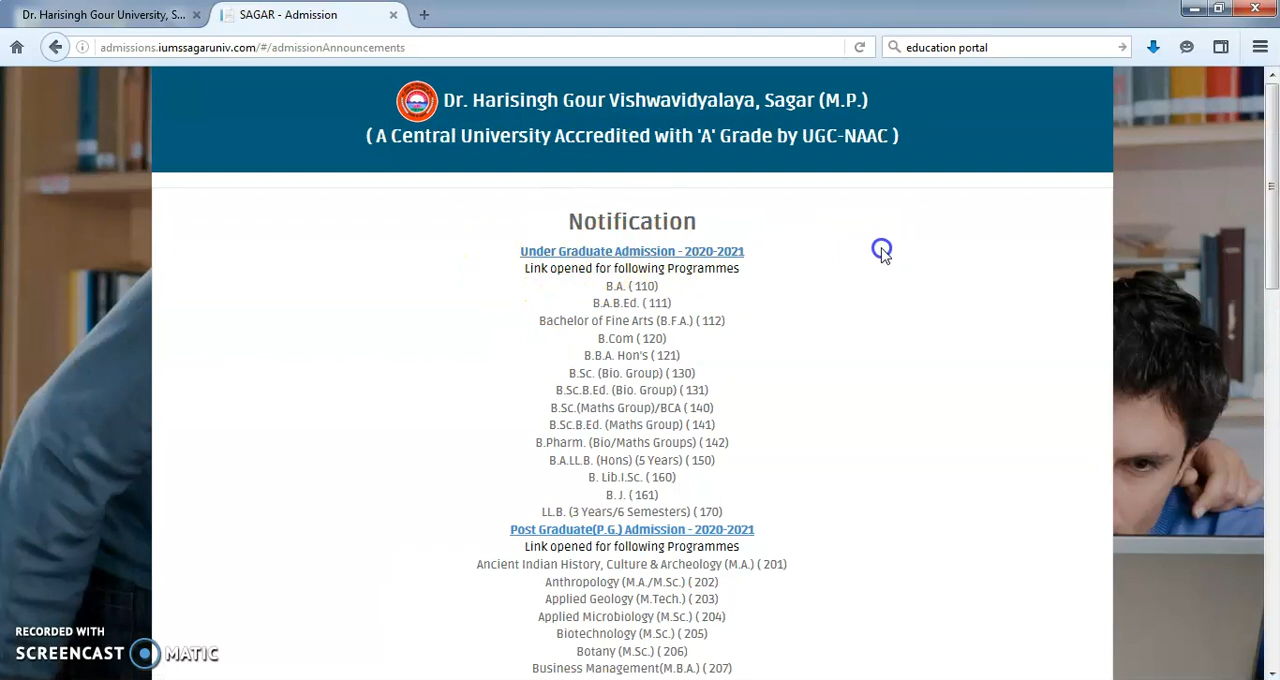 Dr. Harisingh Gour University, S...
SAGAR - Admission
admissions.iumssagaruniv.com/#/admissionAnnouncements
education portal
Dr. Harisingh Gour Vishwavidyalaya, Sagar (M.P.)
( A Central University Accredited with 'A' Grade by UGC-NAAC )
Notification
Under Graduate Admission - 2020-2021
Link opened for following Programmes
B.A. ( 110)
B.A.B.Ed. ( 111)
Bachelor of Fine Arts (B.F.A.) ( 112)
B.Com ( 120)
B.B.A. Hon's ( 121)
B.Sc. (Bio. Group) ( 130)
B.Sc.B.Ed. (Bio. Group) ( 131)
B.Sc.(Maths Group)/BCA ( 140)
B.Sc.B.Ed. (Maths Group) ( 141)
B.Pharm. (Bio/Maths Groups) ( 142)
B.A.LL.B. (Hons) (5 Years) ( 150)
B. Lib.I.Sc. ( 160)
B. J. ( 161)
LL.B. (3 Years/6 Semesters) ( 170)
Post Graduate(P.G.) Admission - 2020-2021
Link opened for following Programmes
Ancient Indian History, Culture & Archeology (M.A.) ( 201)
Anthropology (M.A./M.Sc.) ( 202)
Applied Geology (M.Tech.) ( 203)
Applied Microbiology (M.Sc.) ( 204)
Biotechnology (M.Sc.) ( 205)
Botany (M.Sc.) ( 206)
Business Management(M.B.A.) ( 207)
RECORDED WITH
SCREENCAST MATIC